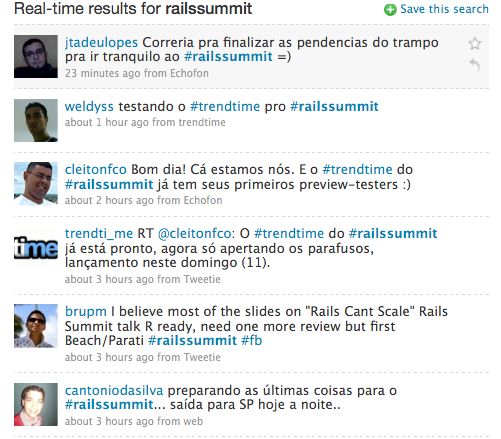 Real-time results for railssummit
Save this search
jtadeulopes Correria pra finalizar as pendencias do trampo
pra ir tranquilo ao #railssummit =)
23 minutes ago from Echofon
weldyss testando o #trendtime pro #railssummit
about 1 hour ago from trendtime
cleitonfco Bom dia! Cá estamos nós. E o #trendtime do
#railssummit já tem seus primeiros preview-testers :)
about 2 hours ago from Echofon
time
trendti_me RT @cleitonfco: O #trendtime do #railssummit
já está pronto, agora só apertando os parafusos,
lançamento neste domingo (11).
about 3 hours ago from Tweetie
brupm I believe most of the slides on "Rails Cant Scale" Rails
Summit talk R ready, need one more review but first
Beach/Parati #railssummit #fb
about 3 hours ago from Tweetie
cantoniodasilva preparando as últimas coisas para o
#railssummit... saída para SP hoje a noite..
about 3 hours ago from web